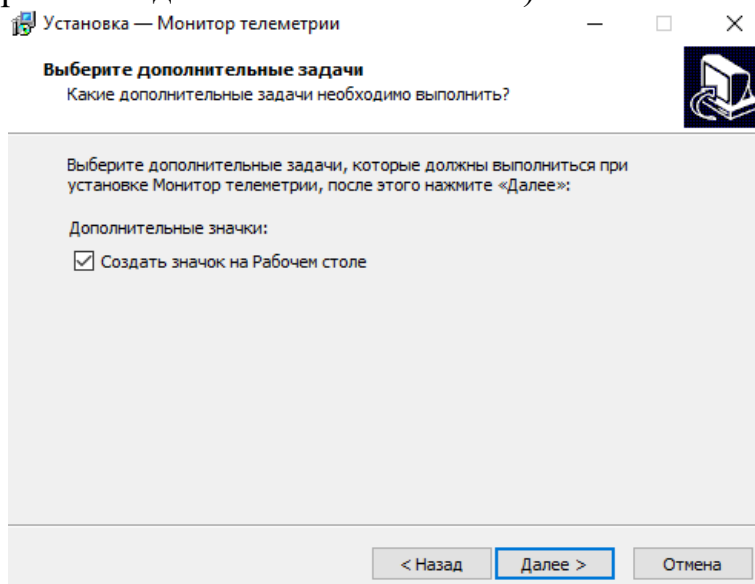 Установка — Монитор телеметрии
Выберите дополнительные задачи
Какие дополнительные задачи необходимо выполнить?
Выберите дополнительные задачи, которые должны выполниться при
установке Монитор телеметрии, после этого нажмите «Далее»:
Дополнительные значки:
Создать значок на Рабочем столе
< Назад
Далее >
Отмена